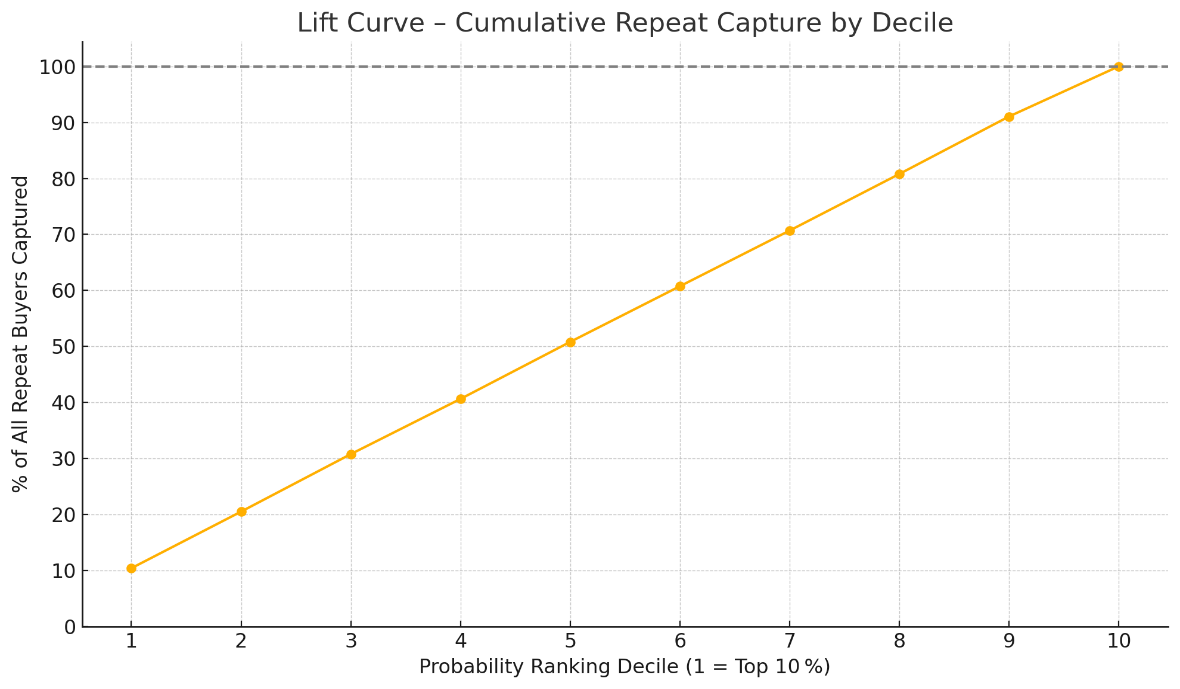 Lift Curve – Cumulative Repeat Capture by Decile
% of All Repeat Buyers Captured
100
90
80
70
60
50
40
30
20
10
0
1 2 3 4 5 6 7 8 9 10
Probability Ranking Decile (1 = Top 10 %)